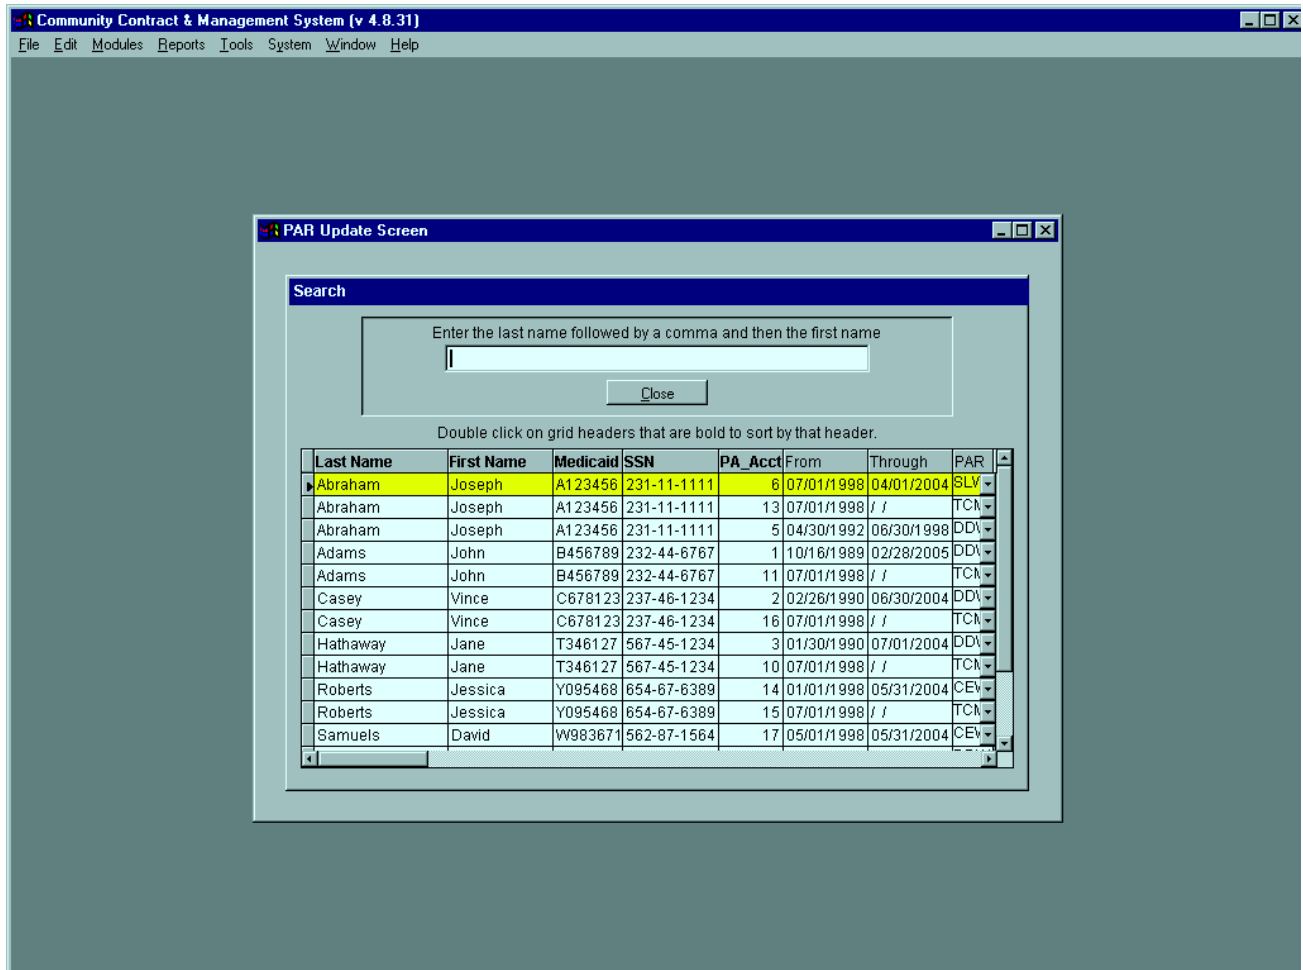 Community Contract & Management System (v 4.8.31)
File Edit Modules Reports Tools System Window Help
PAR Update Screen
Search
Enter the last name followed by a comma and then the first name
Close
Double click on grid headers that are bold to sort by that header.
Last Name First Name Medicaid SSN PA_Acct From Through PAR
Abraham Joseph A123456 231-11-1111 6 07/01/1998 04/01/2004
Abraham Joseph A123456 231-11-1111 13 07/01/1998 / /
Abraham Joseph A123456 231-11-1111 5 04/30/1992 06/30/1998
Adams John B456789 232-44-6767 1 10/16/1989 02/28/2005
Adams John B456789 232-44-6767 11 07/01/1998 / /
Casey Vince C678123 237-46-1234 2 02/26/1990 06/30/2004
Casey Vince C678123 237-46-1234 16 07/01/1998 / /
Hathaway Jane T346127 567-45-1234 3 01/30/1990 07/01/2004
Hathaway Jane T346127 567-45-1234 10 07/01/1998 / /
Roberts Jessica Y095468 654-67-6389 14 01/01/1998 05/31/2004
Roberts Jessica Y095468 654-67-6389 15 07/01/1998 / /
Samuels David W983671 562-87-1564 17 05/01/1998 05/31/2004